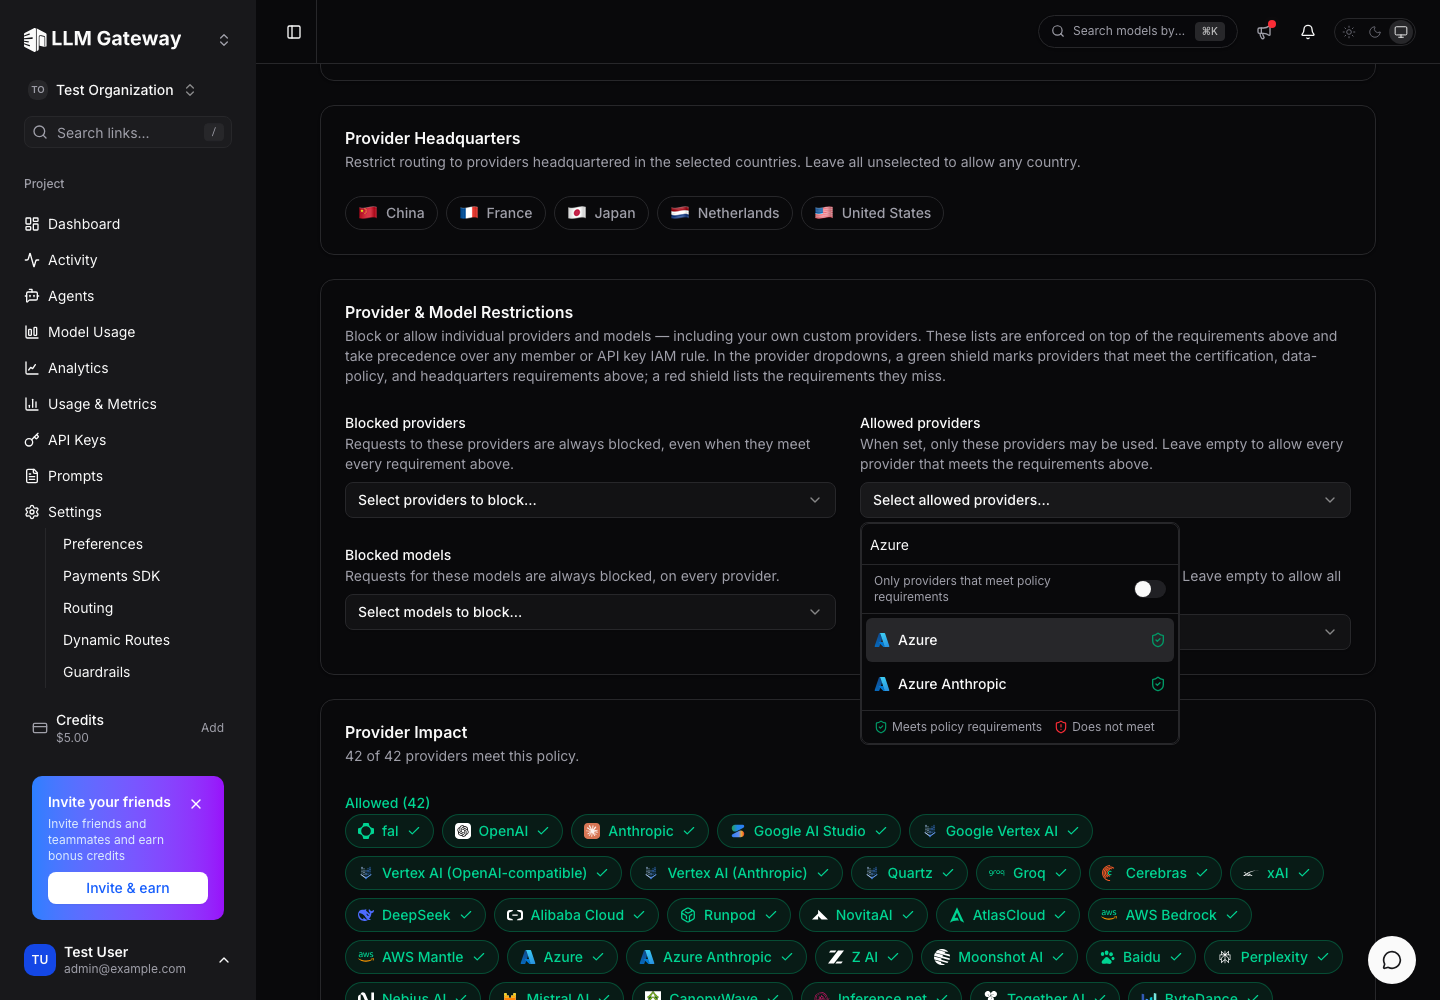 LLM Gateway
TO Test Organization
Search links... /
Project
Dashboard
Activity
Agents
Model Usage
Analytics
Usage & Metrics
API Keys
Prompts
Settings
Preferences
Payments SDK
Routing
Dynamic Routes
Guardrails
Credits
$5.00
Add
Invite your friends
Invite friends and
teammates and earn
bonus credits
Invite & earn
TU
Test User
admin@example.com
Search models by... ⌘K
Provider Headquarters
Restrict routing to providers headquartered in the selected countries. Leave all unselected to allow any country.
China France Japan Netherlands United States
Provider & Model Restrictions
Block or allow individual providers and models — including your own custom providers. These lists are enforced on top of the requirements above and
take precedence over any member or API key IAM rule. In the provider dropdowns, a green shield marks providers that meet the certification, data-
policy, and headquarters requirements above; a red shield lists the requirements they miss.
Blocked providers
Requests to these providers are always blocked, even when they meet
every requirement above.
Select providers to block...
Allowed providers
When set, only these providers may be used. Leave empty to allow every
provider that meets the requirements above.
Select allowed providers...
Blocked models
Requests for these models are always blocked, on every provider.
Select models to block...
Leave empty to allow all
Azure
Only providers that meet policy
requirements
Azure
Azure Anthropic
Meets policy requirements Does not meet
Provider Impact
42 of 42 providers meet this policy.
Allowed (42)
fal OpenAI Anthropic Google AI Studio Google Vertex AI
Vertex AI (OpenAI-compatible) Vertex AI (Anthropic) Quartz groq Groq Cerebras xAI
DeepSeek Alibaba Cloud Runpod NovitaAI AtlasCloud aws AWS Bedrock
aws AWS Mantle Azure Azure Anthropic Z AI Moonshot AI Baidu Perplexity
Nebius AI Mistral AI CanopyWave Inference.net Together AI ByteDance